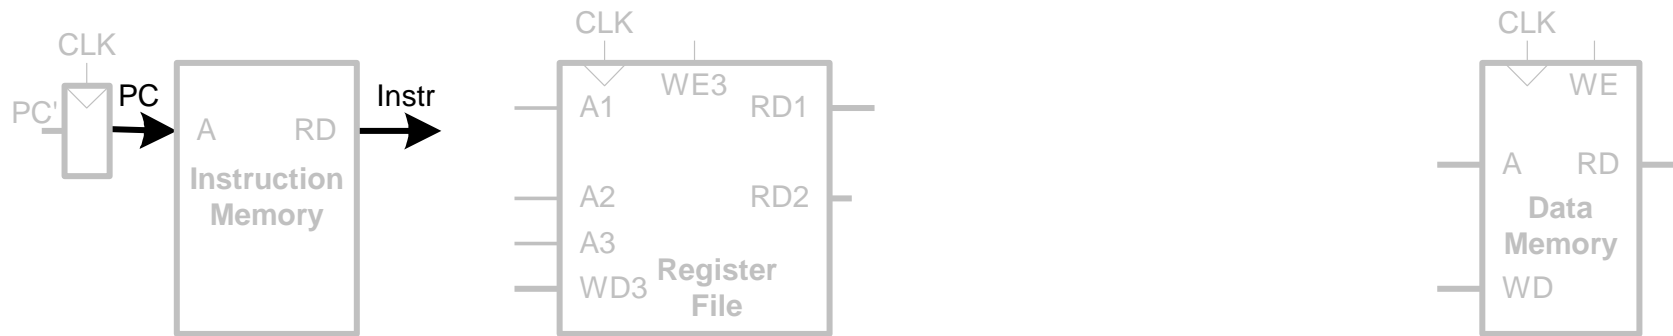 CLK
PC'
PC
A
RD
Instruction
Memory
Instr
CLK
WE3
A1
RD1
A2
RD2
A3
WD3
Register
File
CLK
WE
A
RD
Data
Memory
WD